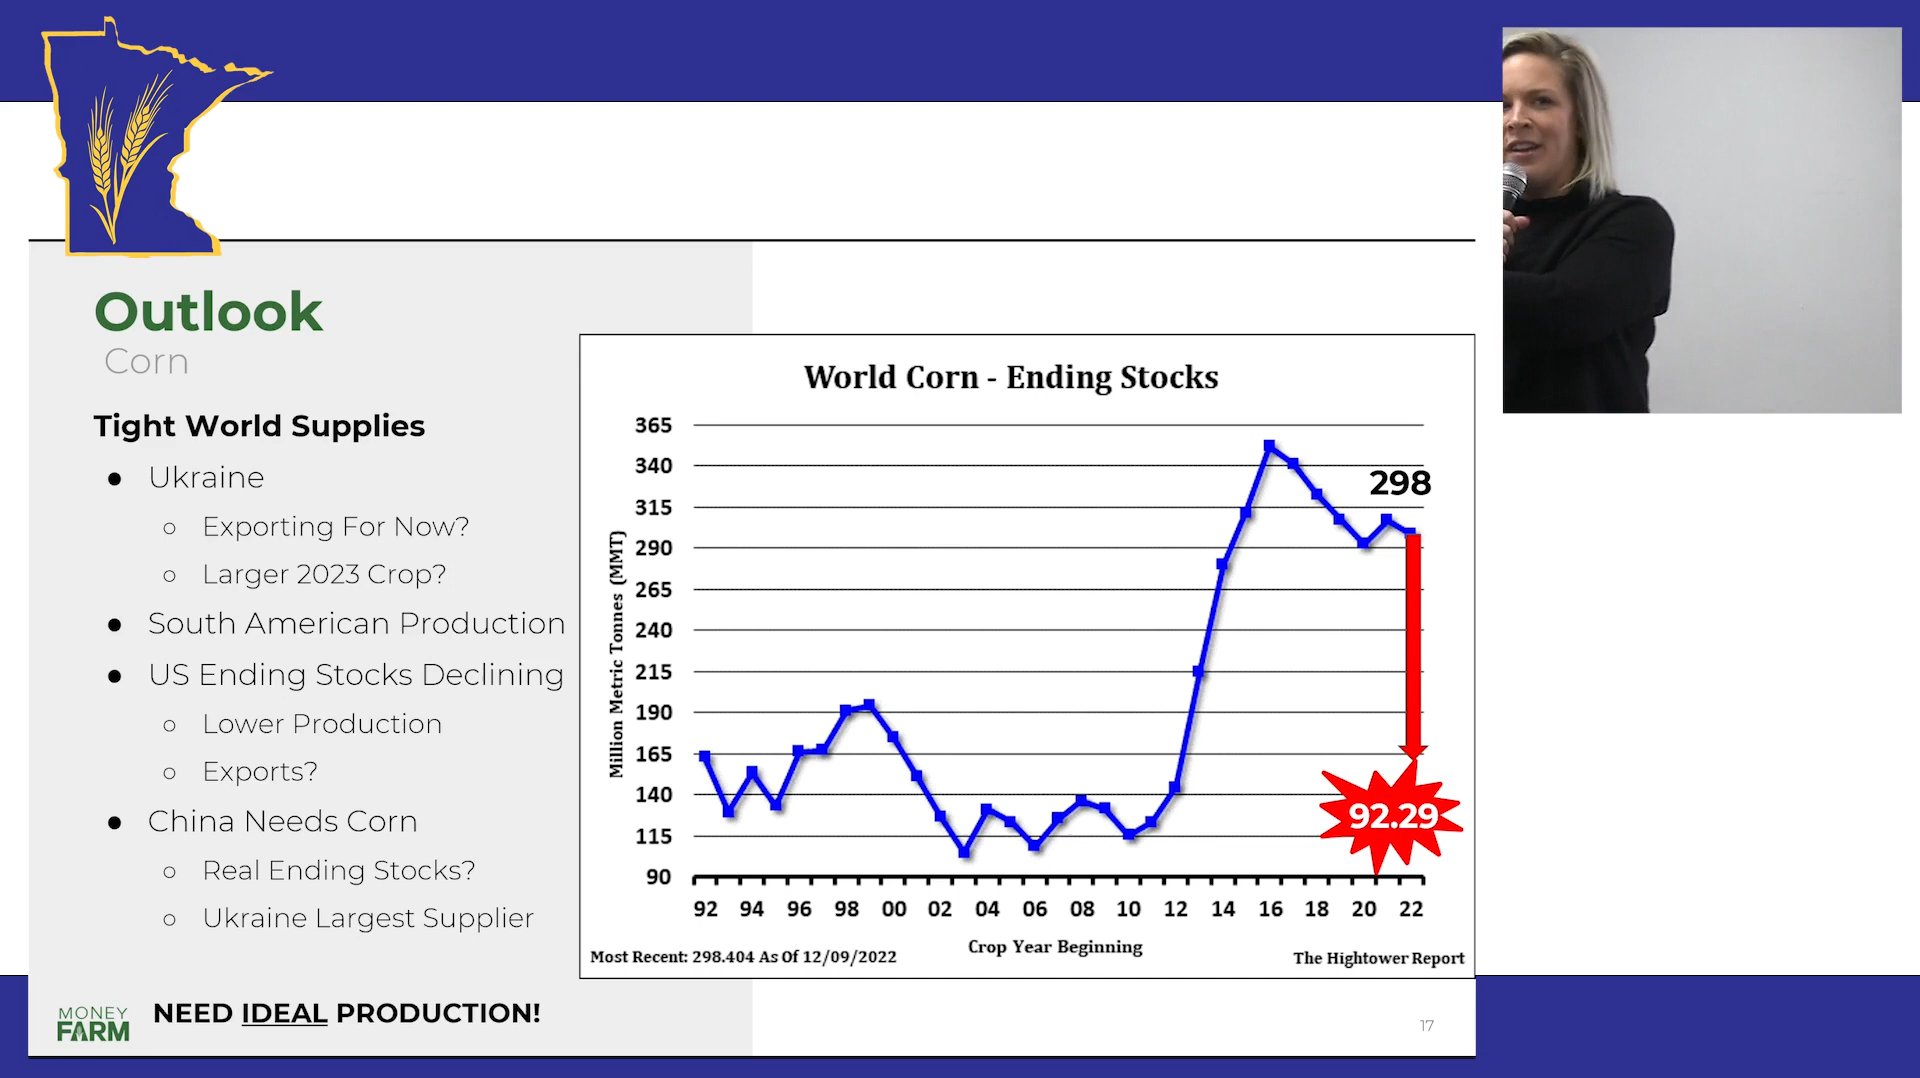 Outlook
Corn
Tight World Supplies
● Ukraine
○ Exporting For Now?
○ Larger 2023 Crop?
● South American Production
● US Ending Stocks Declining
○ Lower Production
○ Exports?
● China Needs Corn
○ Real Ending Stocks?
○ Ukraine Largest Supplier
MONEY
FARM
NEED IDEAL PRODUCTION!
World Corn - Ending Stocks
Million Metric Tonnes (MMT)
365
340
315
290
265
240
215
190
165
140
115
90
298
92.29
92 94 96 98 00 02 04 06 08 10 12 14 16 18 20 22
Crop Year Beginning
Most Recent: 298.404 As Of 12/09/2022
The Hightower Report
17